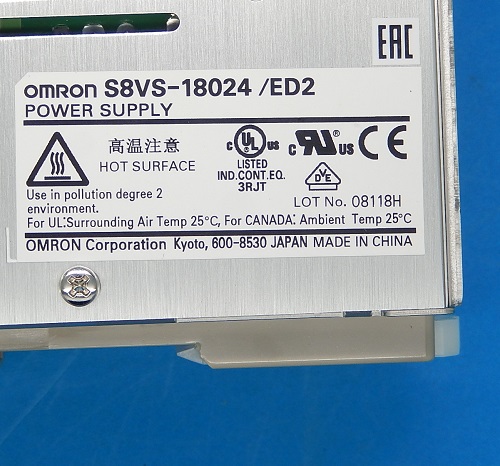 EAC
omron S8VS-18024 /ED2
POWER SUPPLY
高温注意
HOT SURFACE
c UL us
LISTED
IND.CONT.EQ.
3RJT
c RU ® us
CE
VDE
LOT No. 08118H
Use in pollution degree 2
environment.
For UL:Surrounding Air Temp 25°C, For CANADA: Ambient Temp 25°C
OMRON Corporation Kyoto, 600-8530 JAPAN MADE IN CHINA